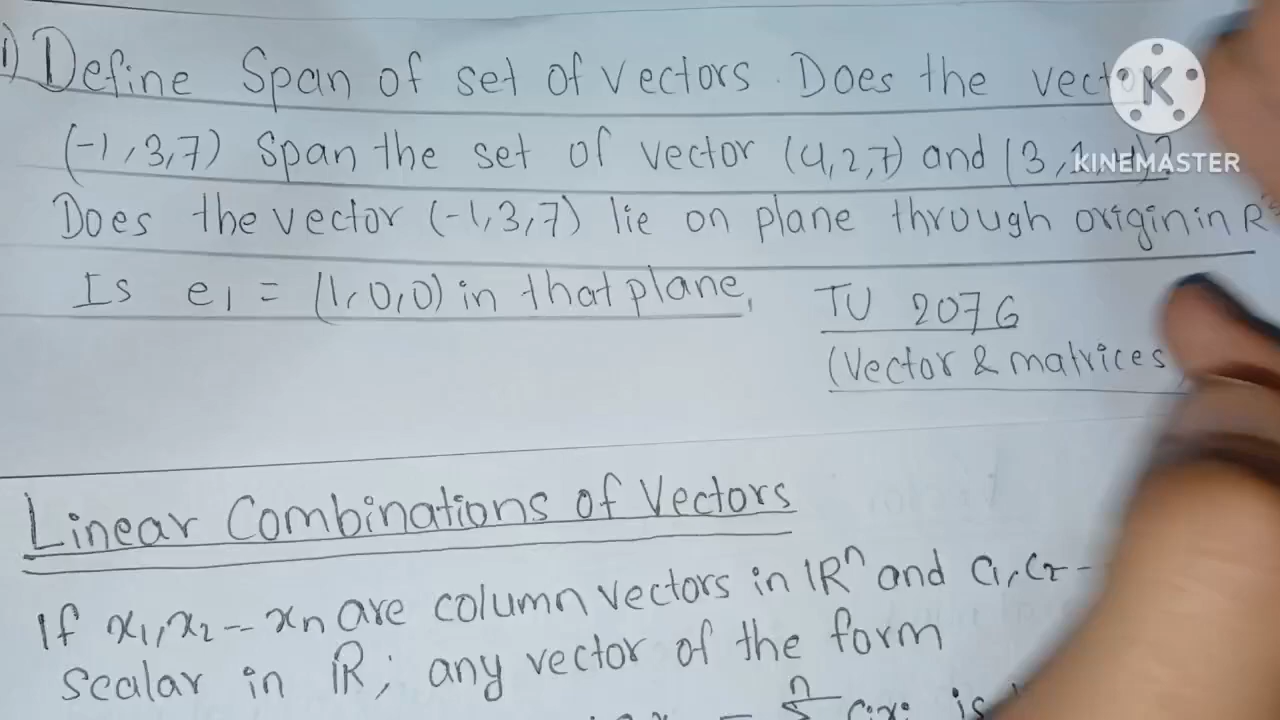 1) Define Span of set of vectors. Does the
(-1,3,7) Span the set of vector (4,2,7) and (3,
KINEMASTER
Does the vector (-1,3,7) lie on plane through origin in R
Is e1 = (1,0,0) in that plane,
TU 2076
(Vector & matrices
Linear Combinations of Vectors
If x1, x2 -- xn are column vectors in IRⁿ and c1, c2 -
scalar in IR; any vector of the form